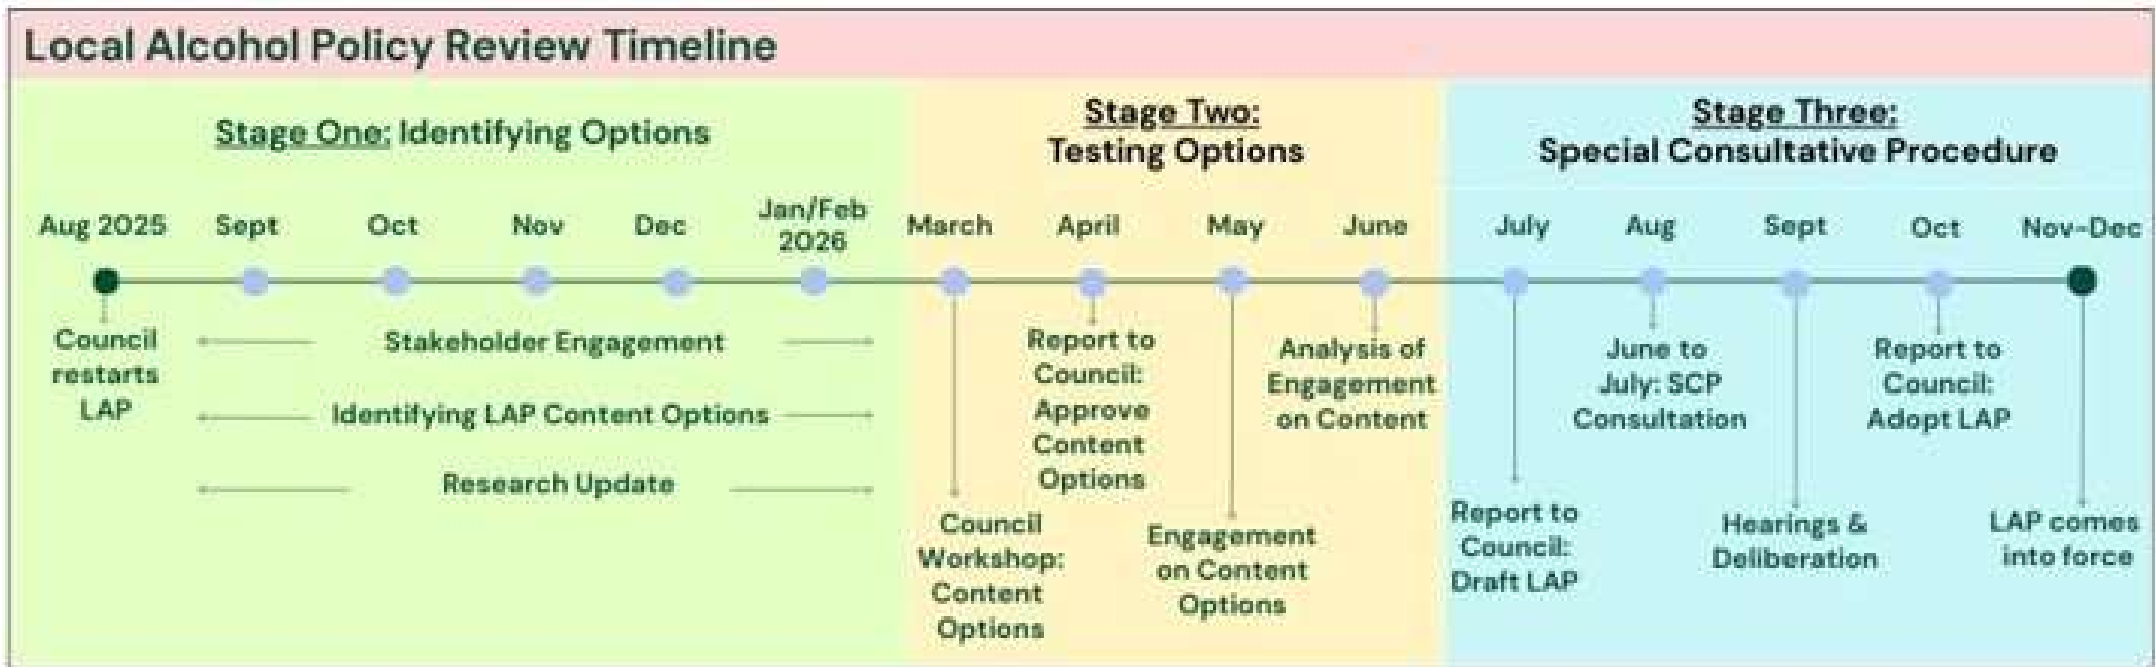 Local Alcohol Policy Review Timeline
Stage One: Identifying Options
Aug 2025
Sept
Oct
Nov
Dec
Jan/Feb
2026
Council
restarts
LAP
Stakeholder Engagement
Identifying LAP Content Options
Research Update
Stage Two:
Testing Options
March
April
May
June
Council
Workshop:
Content
Options
Report to
Council:
Approve
Content
Options
Engagement
on Content
Options
Analysis of
Engagement
on Content
Stage Three:
Special Consultative Procedure
July
Aug
Sept
Oct
Nov-Dec
Report to
Council:
Draft LAP
June to
July: SCP
Consultation
Hearings &
Deliberation
Report to
Council:
Adopt LAP
LAP comes
into force